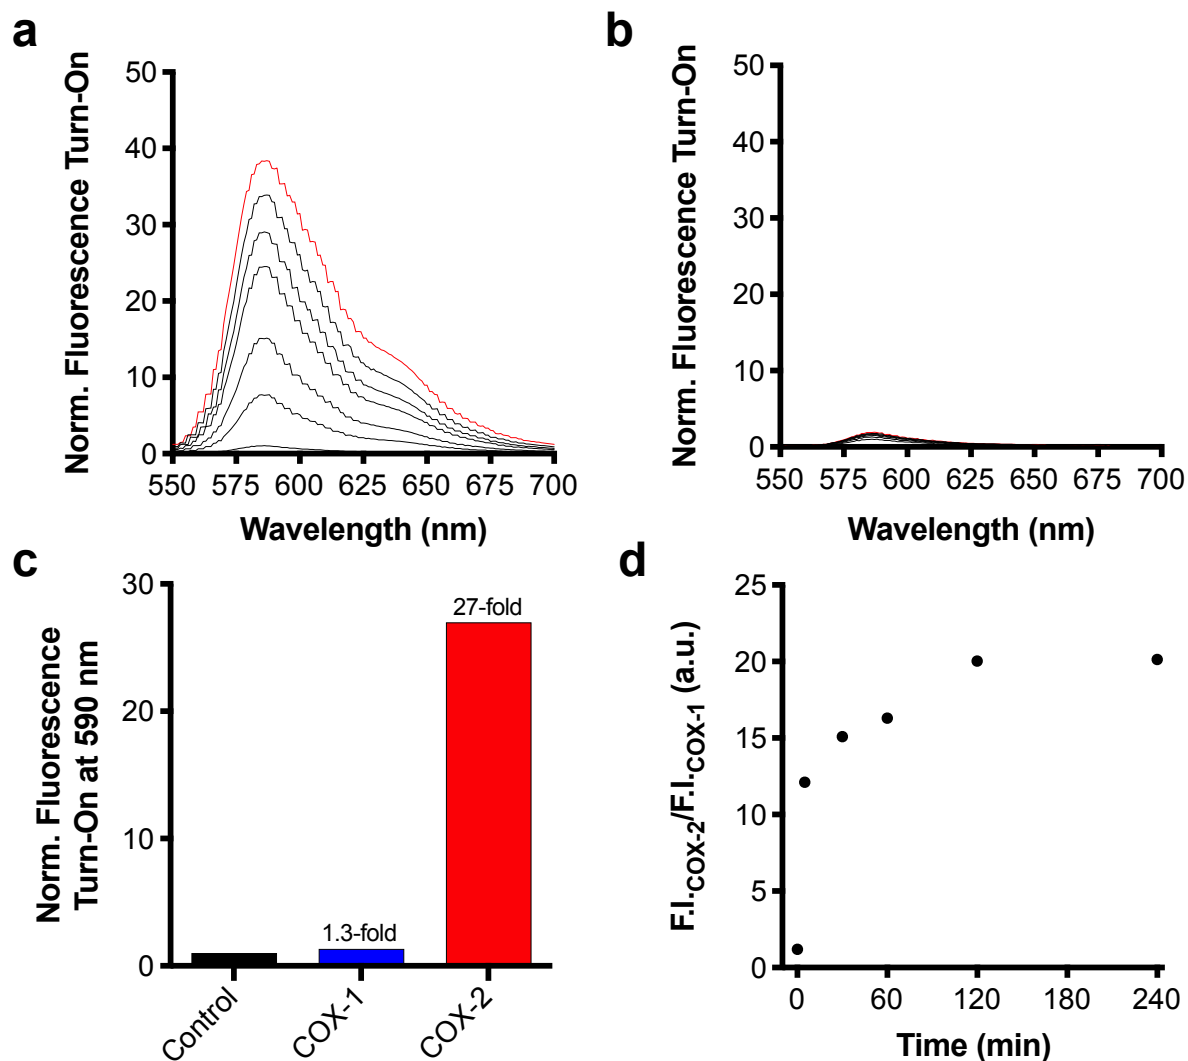 a
Norm. Fluorescence Turn-On
50
40
30
20
10
0
550 575 600 625 650 675 700
Wavelength (nm)
b
Norm. Fluorescence Turn-On
50
40
30
20
10
0
550 575 600 625 650 675 700
Wavelength (nm)
c
Norm. Fluorescence
Turn-On at 590 nm
30
20
10
0
27-fold
1.3-fold
Control
COX-1
COX-2
d
F.I.COX-2/F.I.COX-1 (a.u.)
25
20
15
10
5
0
0 60 120 180 240
Time (min)